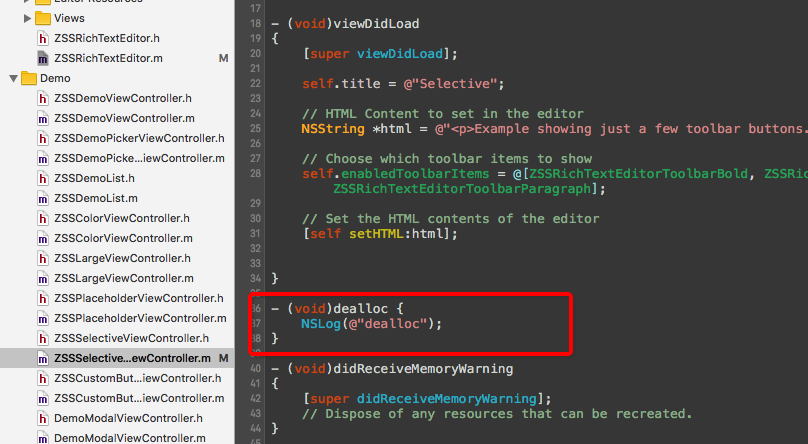 Editor Resources
Views
ZSSRichTextEditor.h
ZSSRichTextEditor.m M
Demo
ZSSDemoViewController.h
ZSSDemoViewController.m
ZSSDemoPickerViewController.h
ZSSDemoPicke...iewController.m
ZSSDemoList.h
ZSSDemoList.m
ZSSColorViewController.h
ZSSColorViewController.m
ZSSLargeViewController.h
ZSSLargeViewController.m
ZSSPlaceholderViewController.h
ZSSPlaceholderViewController.m
ZSSSelectiveViewController.h
ZSSSelective...ewController.m M
ZSSCustomBut...iewController.h
ZSSCustomBut...iewController.m
DemoModalViewController.h
DemoModalViewController.m
17
18 - (void)viewDidLoad
19 {
20 [super viewDidLoad];
21
22 self.title = @"Selective";
23
24 // HTML Content to set in the editor
25 NSString *html = @"<p>Example showing just a few toolbar buttons.
26
27 // Choose which toolbar items to show
28 self.enabledToolbarItems = @[ZSSRichTextEditorToolbarBold, ZSSRic
ZSSRichTextEditorToolbarParagraph];
29
30 // Set the HTML contents of the editor
31 [self setHTML:html];
32
33
34 }
35
36 - (void)dealloc {
37 NSLog(@"dealloc");
38 }
39
40 - (void)didReceiveMemoryWarning
41 {
42 [super didReceiveMemoryWarning];
43 // Dispose of any resources that can be recreated.
44 }
45